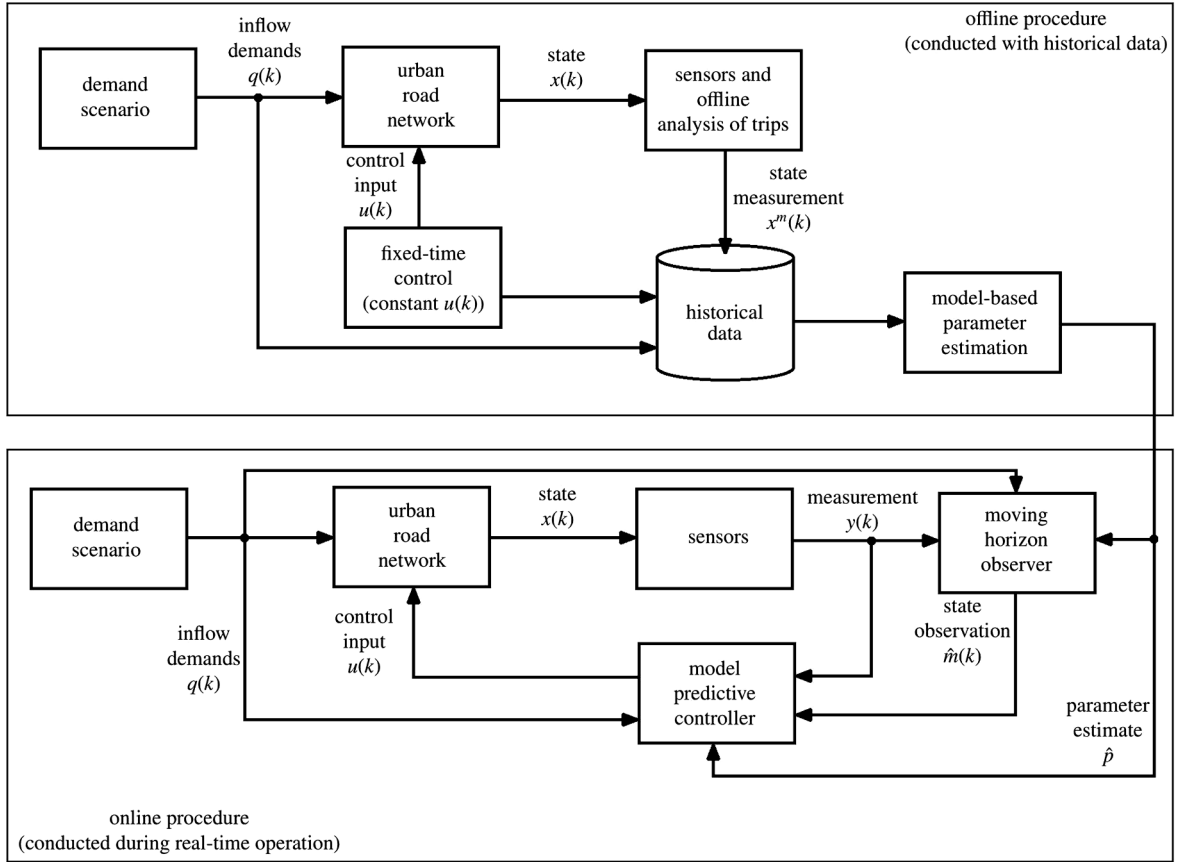 offline procedure
(conducted with historical data)
inflow
demands
q(k)
demand
scenario
urban
road
network
state
x(k)
sensors and
offline
analysis of trips
control
input
u(k)
state
measurement
xᵐ(k)
fixed-time
control
(constant u(k))
historical
data
model-based
parameter
estimation
demand
scenario
urban
road
network
state
x(k)
sensors
measurement
y(k)
moving
horizon
observer
inflow
demands
q(k)
control
input
u(k)
state
observation
m̂(k)
model
predictive
controller
parameter
estimate
p̂
online procedure
(conducted during real-time operation)